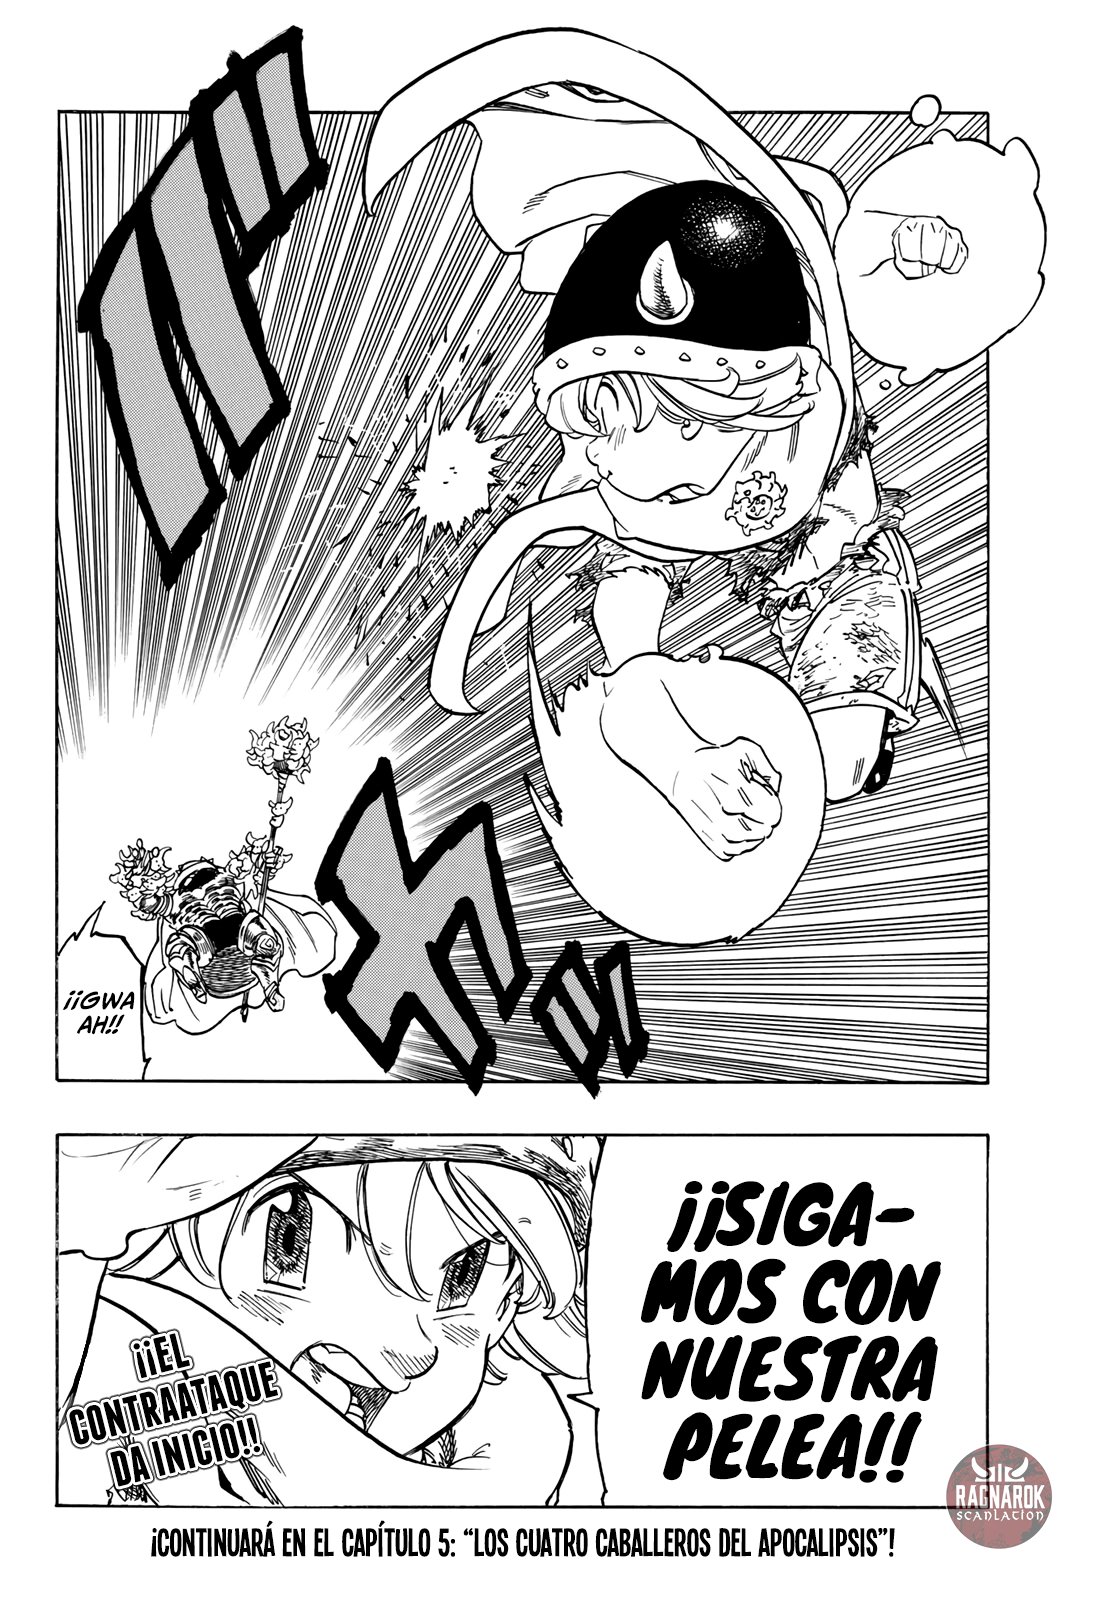 ¡¡GWA
AH!!
¡¡SIGA-
MOS CON
NUESTRA
PELEA!!
¡¡EL
CONTRAATAQUE
DA INICIO!!
RAGNAROK
SCANLATION
¡CONTINUARÁ EN EL CAPÍTULO 5: “LOS CUATRO CABALLEROS DEL APOCALIPSIS”!